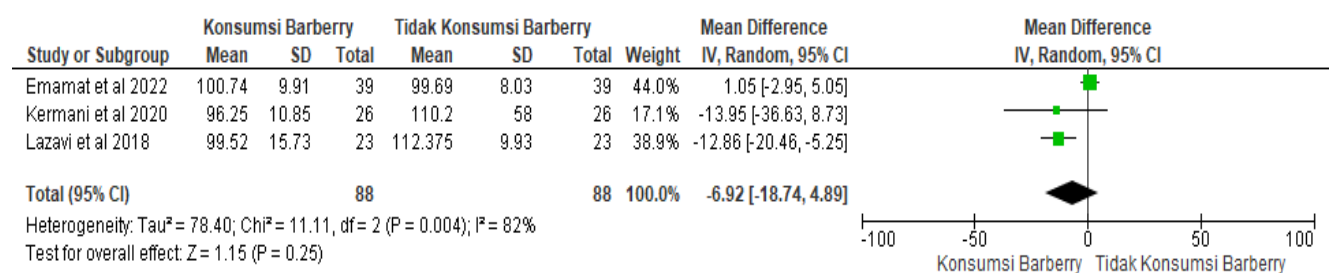 Konsumsi Barberry Tidak Konsumsi Barberry Mean Difference Mean Difference
Study or Subgroup Mean SD Total Mean SD Total Weight IV, Random, 95% CI IV, Random, 95% CI
Emamat et al 2022 100.74 9.91 39 99.69 8.03 39 44.0% 1.05 [-2.95, 5.05]
Kermani et al 2020 96.25 10.85 26 110.2 58 26 17.1% -13.95 [-36.63, 8.73]
Lazavi et al 2018 99.52 15.73 23 112.375 9.93 23 38.9% -12.86 [-20.46, -5.25]
Total (95% CI) 88 88 100.0% -6.92 [-18.74, 4.89]
Heterogeneity: Tau² = 78.40; Chi² = 11.11, df = 2 (P = 0.004); I² = 82%
Test for overall effect: Z = 1.15 (P = 0.25)
-100 -50 0 50 100
Konsumsi Barberry Tidak Konsumsi Barberry